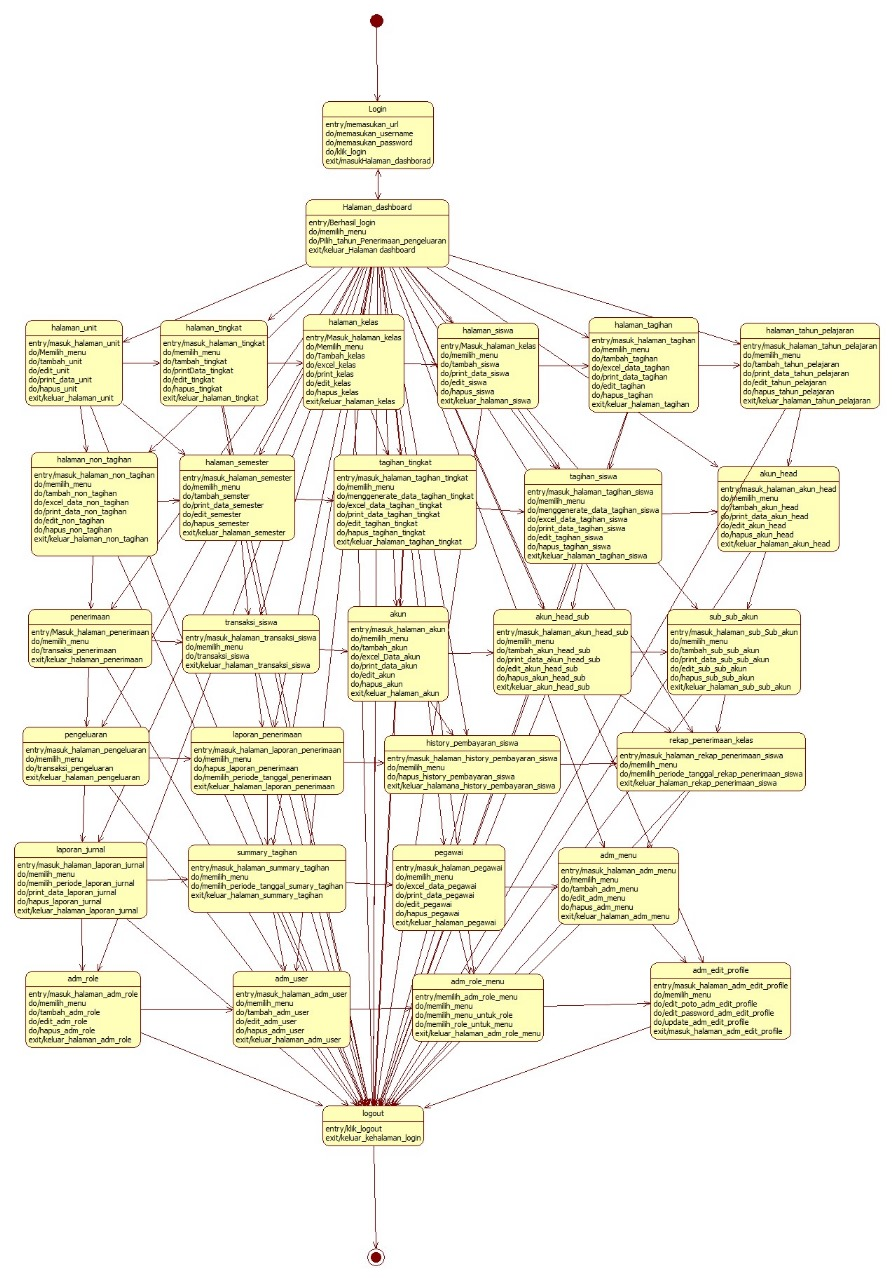 Login
entry/memasukan_url
do/memasukan_username
do/memasukan_password
do/klik_login
exit/masukHalaman_dashborad
Halaman_dashboard
entry/Berhasil_login
do/memilih_menu
do/Pilih_tahun_Penerimaan_pengeluaran
exit/keluar_Halaman dashboard
halaman_unit
entry/masuk_halaman_unit
do/Memilih_menu
do/tambah_unit
do/edit_unit
do/print_data_unit
do/hapus_unit
exit/keluar_halaman_unit
halaman_tingkat
entry/masuk_halaman_tingkat
do/memilih_menu
do/tambah_tingkat
do/printData_tingkat
do/edit_tingkat
do/hapus_tingkat
exit/keluar_halaman_tingkat
halaman_kelas
entry/Masuk_halaman_kelas
do/Memilih_menu
do/Tambah_kelas
do/excel_kelas
do/print_kelas
do/edit_kelas
do/hapus_kelas
exit/keluar_halaman_kelas
halaman_siswa
entry/Masuk_halaman_kelas
do/memilih_menu
do/tambah_siswa
do/print_data_siswa
do/edit_siswa
do/hapus_siswa
exit/keluar_halaman_siswa
halaman_tagihan
entry/masuk_halaman_tagihan
do/memilih_menu
do/tambah_tagihan
do/excel_data_tagihan
do/print_data_tagihan
do/edit_tagihan
do/hapus_tagihan
exit/keluar_halaman_tagihan
halaman_tahun_pelajaran
entry/masuk_halaman_tahun_pelajaran
do/memilih_menu
do/tambah_tahun_pelajaran
do/print_data_tahun_pelajaran
do/edit_tahun_pelajaran
do/hapus_tahun_pelajaran
exit/keluar_halaman_tahun_pelajaran
halaman_non_tagihan
entry/masuk_halaman_non_tagihan
do/memilih_menu
do/tambah_non_tagihan
do/excel_data_non_tagihan
do/print_data_non_tagihan
do/edit_non_tagihan
do/hapus_non_tagihan
exit/keluar_halaman_non_tagihan
halaman_semester
entry/masuk_halaman_semester
do/memilih_menu
do/tambah_semster
do/print_data_semester
do/edit_semester
do/hapus_semester
exit/keluar_halaman_semester
tagihan_tingkat
entry/masuk_halaman_tagihan_tingkat
do/memilih_menu
do/menggenerate_data_tagihan_tingkat
do/excel_data_tagihan_tingkat
do/print_data_tagihan_tingkat
do/edit_tagihan_tingkat
do/hapus_tagihan_tingkat
exit/keluar_halaman_tagihan_tingkat
tagihan_siswa
entry/masuk_halaman_tagihan_siswa
do/memilih_menu
do/menggenerate_data_tagihan_siswa
do/excel_data_tagihan_siswa
do/print_data_tagihan_siswa
do/edit_tagihan_siswa
do/hapus_tagihan_siswa
exit/keluar_halaman_tagihan_siswa
akun_head
entry/masuk_halaman_akun_head
do/memilih_menu
do/tambah_akun_head
do/print_data_akun_head
do/edit_akun_head
do/hapus_akun_head
exit/keluar_halaman_akun_head
penerimaan
entry/Masuk_halaman_penerimaan
do/memilih_menu
do/transaksi_penerimaan
exit/keluar_halaman_penerimaan
transaksi_siswa
entry/masuk_halaman_transaksi_siswa
do/memilih_menu
do/transaksi_siswa
exit/keluar_halaman_transaksi_siswa
akun
entry/masuk_halaman_akun
do/memilih_menu
do/tambah_akun
do/excel_Data_akun
do/print_data_akun
do/edit_akun
do/hapus_akun
exit/keluar_halaman_akun
akun_head_sub
entry/masuk_halaman_akun_head_sub
do/memilih_menu
do/tambah_akun_head_sub
do/print_data_akun_head_sub
do/edit_akun_head_sub
do/hapus_akun_head_sub
exit/keluar_akun_head_sub
sub_sub_akun
entry/masuk_halaman_sub_Sub_akun
do/memilih_menu
do/tambah_sub_sub_akun
do/print_data_sub_sub_akun
do/edit_sub_sub_akun
do/hapus_sub_sub_akun
exit/keluar_halaman_sub_sub_akun
pengeluaran
entry/masuk_halaman_pengeluaran
do/memilih_menu
do/transaksi_pengeluaran
exit/keluar_halaman_pengeluaran
laporan_penerimaan
entry/masuk_halaman_laporan_penerimaan
do/memilih_menu
do/hapus_laporan_penerimaan
do/memilih_periode_tanggal_penerimaan
exit/keluar_halaman_laporan_penerimaan
history_pembayaran_siswa
entry/masuk_halaman_history_pembayaran_siswa
do/memilih_menu
do/hapus_history_pembayaran_siswa
exit/keluar_halamana_history_pembayaran_siswa
rekap_penerimaan_kelas
entry/masuk_halaman_rekap_penerimaan_siswa
do/memilih_menu
do/memilih_periode_tanggal_rekap_penerimaan_siswa
exit/keluar_halaman_rekap_penerimaan_siswa
laporan_jurnal
entry/masuk_halaman_laporan_jurnal
do/memilih_menu
do/memilih_periode_laporan_jurnal
do/print_data_laporan_jurnal
do/hapus_laporan_jurnal
exit/keluar_halaman_laporan_jurnal
summary_tagihan
entry/masuk_halaman_summary_tagihan
do/memilih_menu
do/memilih_periode_tanggal_sumary_tagihan
exit/keluar_halaman_summary_tagihan
pegawai
entry/masuk_halaman_pegawai
do/memilih_menu
do/excel_data_pegawai
do/print_data_pegawai
do/edit_pegawai
do/hapus_pegawai
exit/keluar_halaman_pegawai
adm_menu
entry/masuk_halaman_adm_menu
do/memilih_menu
do/tambah_adm_menu
do/edit_adm_menu
do/hapus_adm_menu
exit/keluar_halaman_adm_menu
adm_role
entry/masuk_halaman_adm_role
do/memilih_menu
do/tambah_adm_role
do/edit_adm_role
do/hapus_adm_role
exit/keluar_halaman_adm_role
adm_user
entry/masuk_halaman_adm_user
do/memilih_menu
do/tambah_adm_user
do/edit_adm_user
do/hapus_adm_user
exit/keluar_halaman_adm_user
adm_role_menu
entry/memilih_adm_role_menu
do/memilih_menu
do/memilih_menu_untuk_role
do/memilih_role_untuk_menu
exit/keluar_halaman_adm_role_menu
adm_edit_profile
entry/masuk_halaman_adm_edit_profile
do/memilih_menu
do/edit_poto_adm_edit_profile
do/edit_password_adm_edit_profile
do/update_adm_edit_profile
exit/masuk_halaman_adm_edit_profile
logout
entry/klik_logout
exit/keluar_kehalaman_login